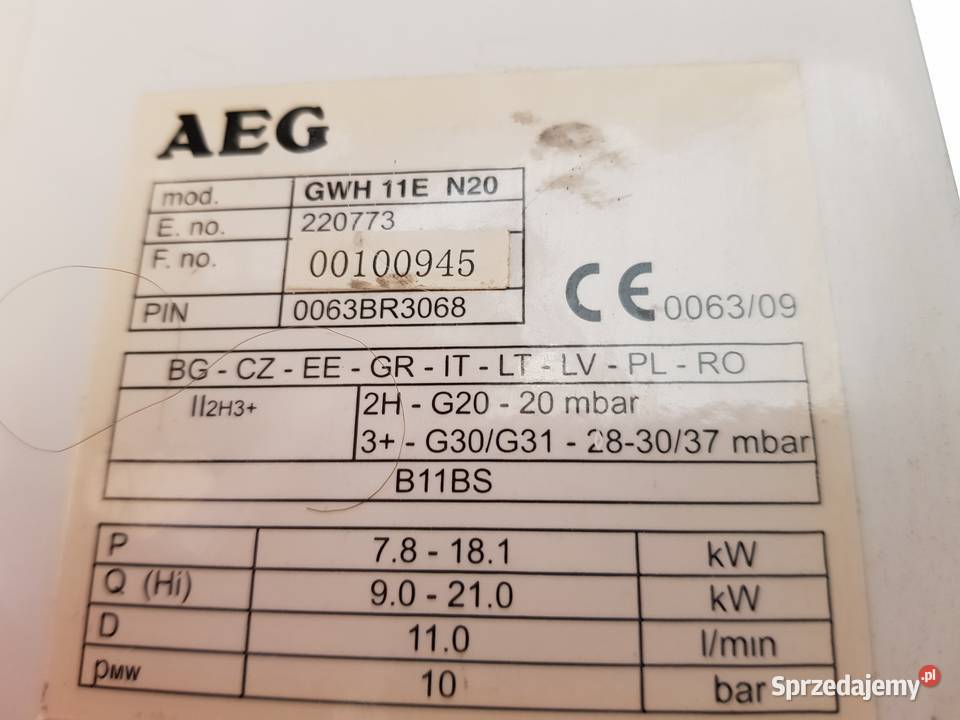 AEG
mod. GWH 11E N20
E. no. 220773
F. no. 00100945
PIN 0063BR3068
CE 0063/09
BG - CZ - EE - GR - IT - LT - LV - PL - RO
II2H3+ 2H - G20 - 20 mbar
3+ - G30/G31 - 28-30/37 mbar
B11BS
P 7.8 - 18.1 kW
Q (Hi) 9.0 - 21.0 kW
D 11.0 l/min
pMW 10 bar
Sprzedajemy.pl